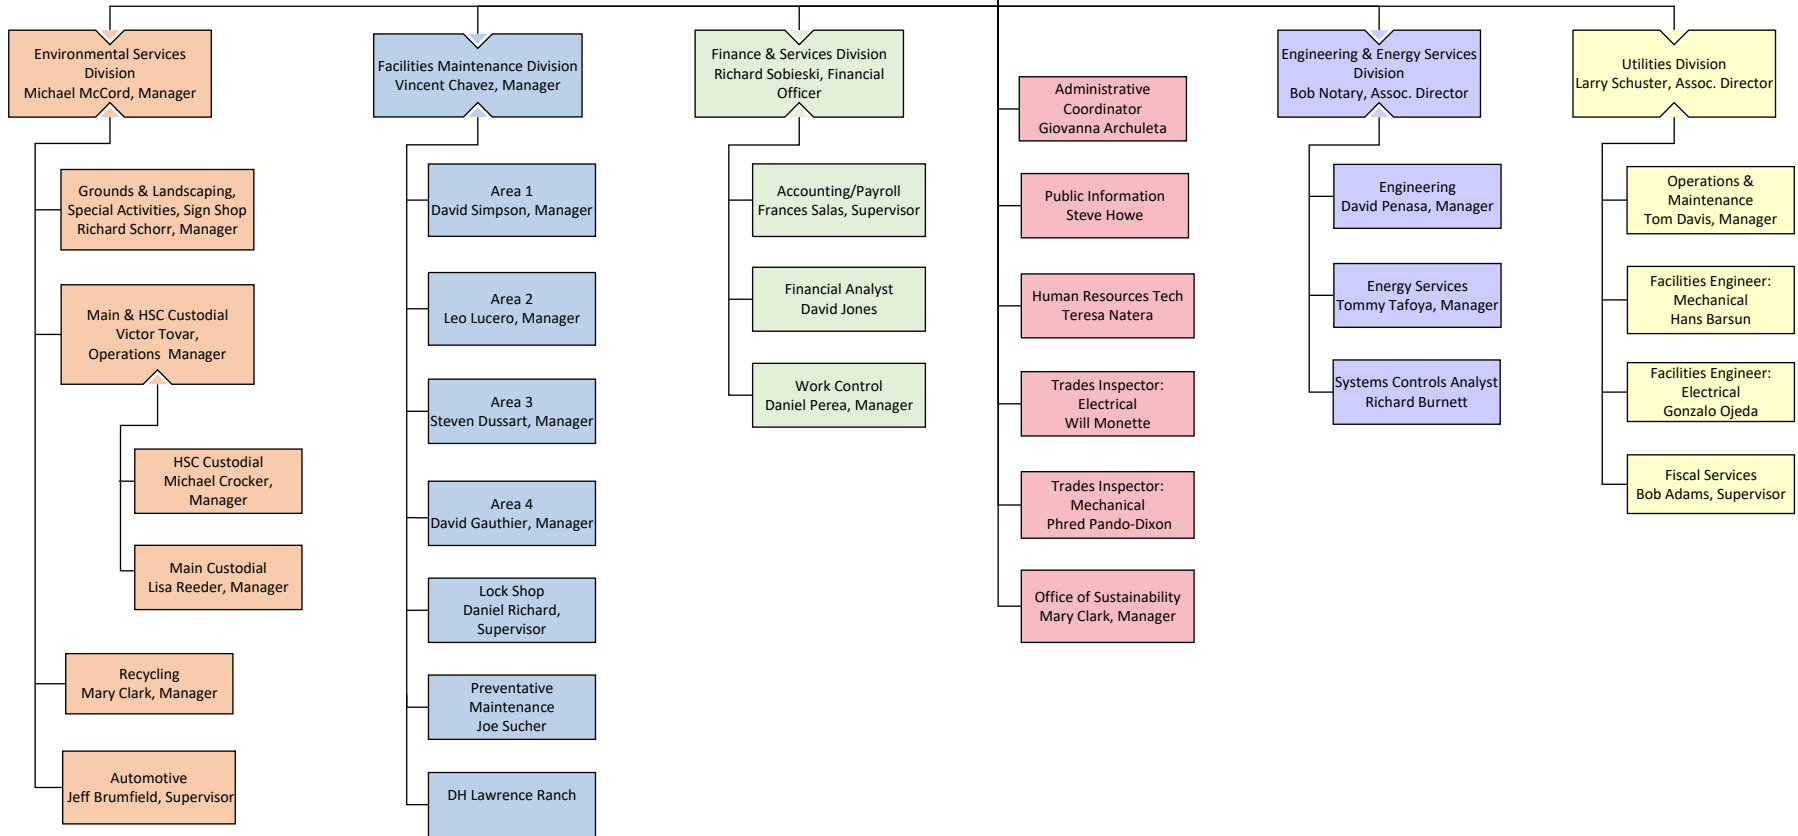 Environmental Services
Division
Michael McCord, Manager
Grounds & Landscaping,
Special Activities, Sign Shop
Richard Schorr, Manager
Main & HSC Custodial
Victor Tovar,
Operations  Manager
HSC Custodial
Michael Crocker,
Manager
Main Custodial
Lisa Reeder, Manager
Recycling
Mary Clark, Manager
Automotive
Jeff Brumfield, Supervisor
Facilities Maintenance Division
Vincent Chavez, Manager
Area 1
David Simpson, Manager
Area 2
Leo Lucero, Manager
Area 3
Steven Dussart, Manager
Area 4
David Gauthier, Manager
Lock Shop
Daniel Richard,
Supervisor
Preventative
Maintenance
Joe Sucher
DH Lawrence Ranch
Finance & Services Division
Richard Sobieski, Financial
Officer
Accounting/Payroll
Frances Salas, Supervisor
Financial Analyst
David Jones
Work Control
Daniel Perea, Manager
Administrative
Coordinator
Giovanna Archuleta
Public Information
Steve Howe
Human Resources Tech
Teresa Natera
Trades Inspector:
Electrical
Will Monette
Trades Inspector:
Mechanical
Phred Pando-Dixon
Office of Sustainability
Mary Clark, Manager
Engineering & Energy Services
Division
Bob Notary, Assoc. Director
Engineering
David Penasa, Manager
Energy Services
Tommy Tafoya, Manager
Systems Controls Analyst
Richard Burnett
Utilities Division
Larry Schuster, Assoc. Director
Operations &
Maintenance
Tom Davis, Manager
Facilities Engineer:
Mechanical
Hans Barsun
Facilities Engineer:
Electrical
Gonzalo Ojeda
Fiscal Services
Bob Adams, Supervisor